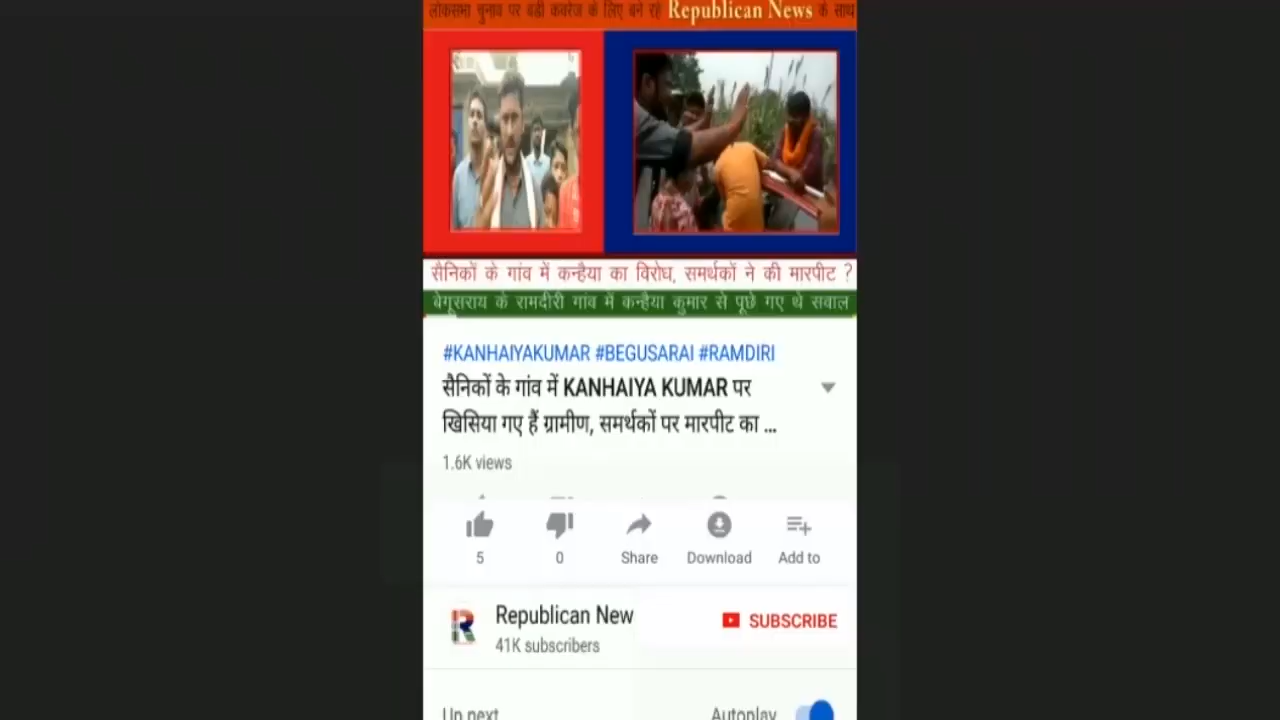 लोकसभा चुनाव पर बड़ी कवरेज के लिए बने रहें Republican News के साथ
सैनिकों के गांव में कन्हैया का विरोध, समर्थकों ने की मारपीट ?
बेगूसराय के रामदीरी गांव में कन्हैया कुमार से पूछे गए थे सवाल
#KANHAIYAKUMAR #BEGUSARAI #RAMDIRI
सैनिकों के गांव में KANHAIYA KUMAR पर
खिसिया गए हैं ग्रामीण, समर्थकों पर मारपीट का ...
1.6K views
5 0 Share Download Add to
Republican New
SUBSCRIBE
41K subscribers
Up next Autoplay